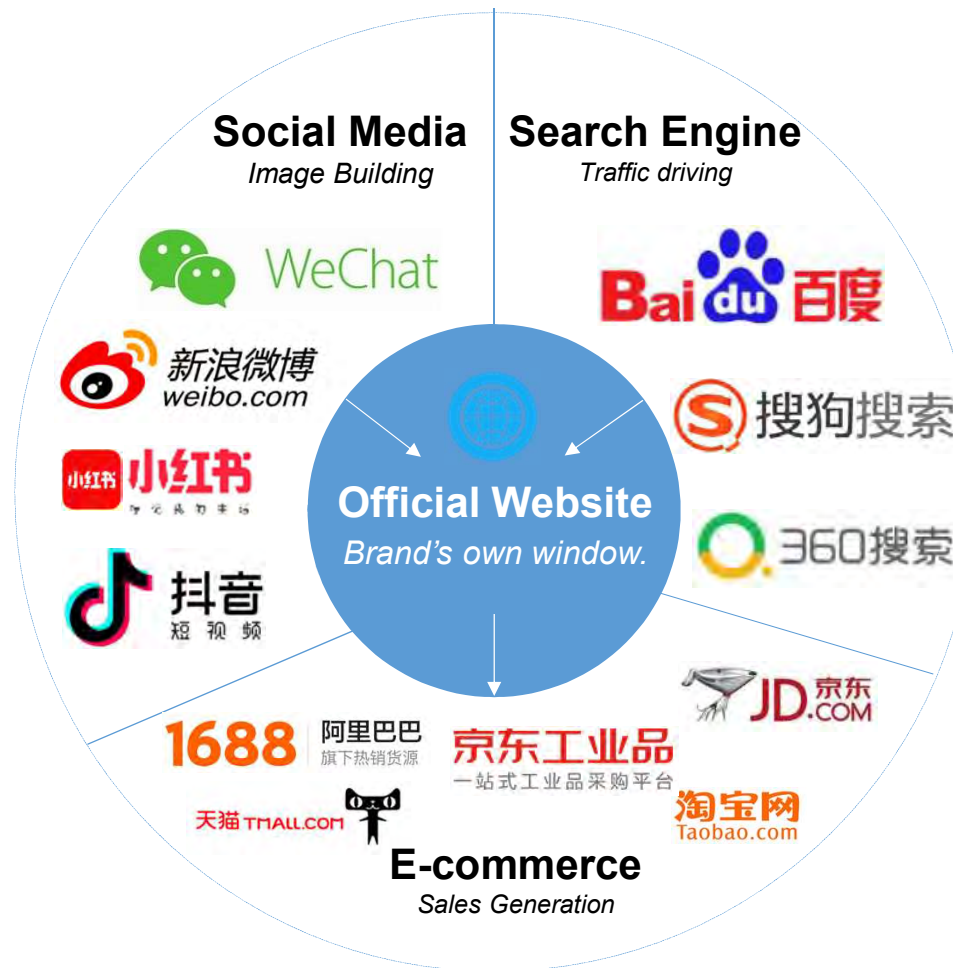 Social Media
Image Building
WeChat
新浪微博
weibo.com
小红书
小红书
抖音
短视频
Search Engine
Traffic driving
Bai du 百度
搜狗搜索
360搜索
Official Website
Brand’s own window.
1688
阿里巴巴
旗下热销货源
天猫 TMALL.COM
京东工业品
一站式工业品采购平台
JD 京东
.COM
淘宝网
Taobao.com
E-commerce
Sales Generation